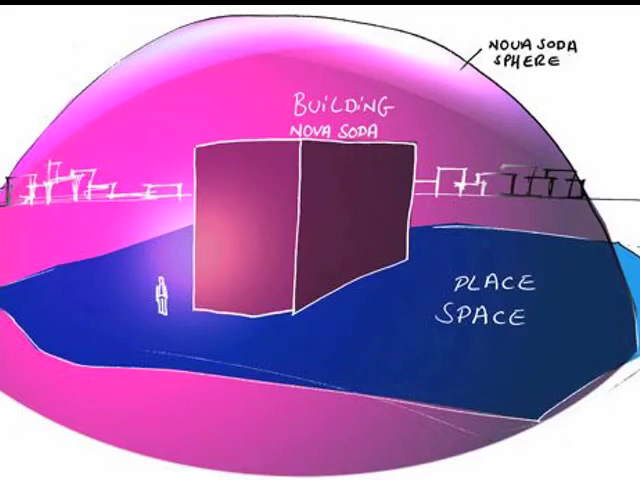 NOVA SODA
SPHERE
BUiLDiNG
NOVA SODA
PLACE
SPACE